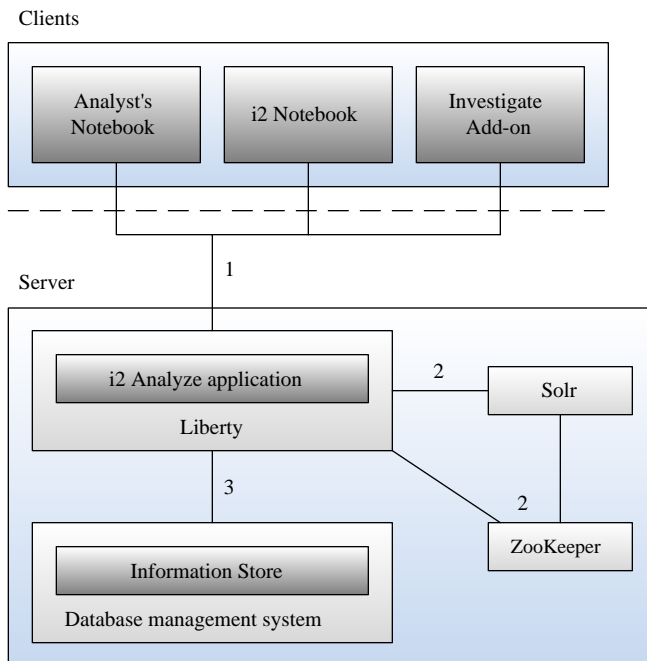 Clients
Analyst's
Notebook
i2 Notebook
Investigate
Add-on
1
Server
i2 Analyze application
Liberty
2
Solr
3
2
ZooKeeper
Information Store
Database management system